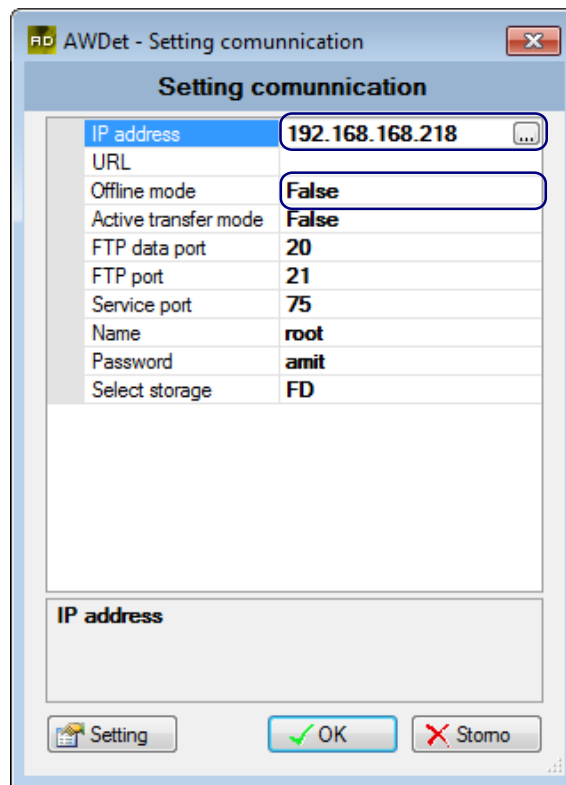 AD AWDet - Setting comunnication
Setting comunnication
IP address 192.168.168.218 ...
URL
Offline mode False
Active transfer mode False
FTP data port 20
FTP port 21
Service port 75
Name root
Password amit
Select storage FD
IP address
Setting OK Storno